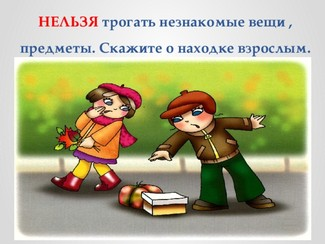 НЕЛЬЗЯ трогать незнакомые вещи ,
предметы. Скажите о находке взрослым.